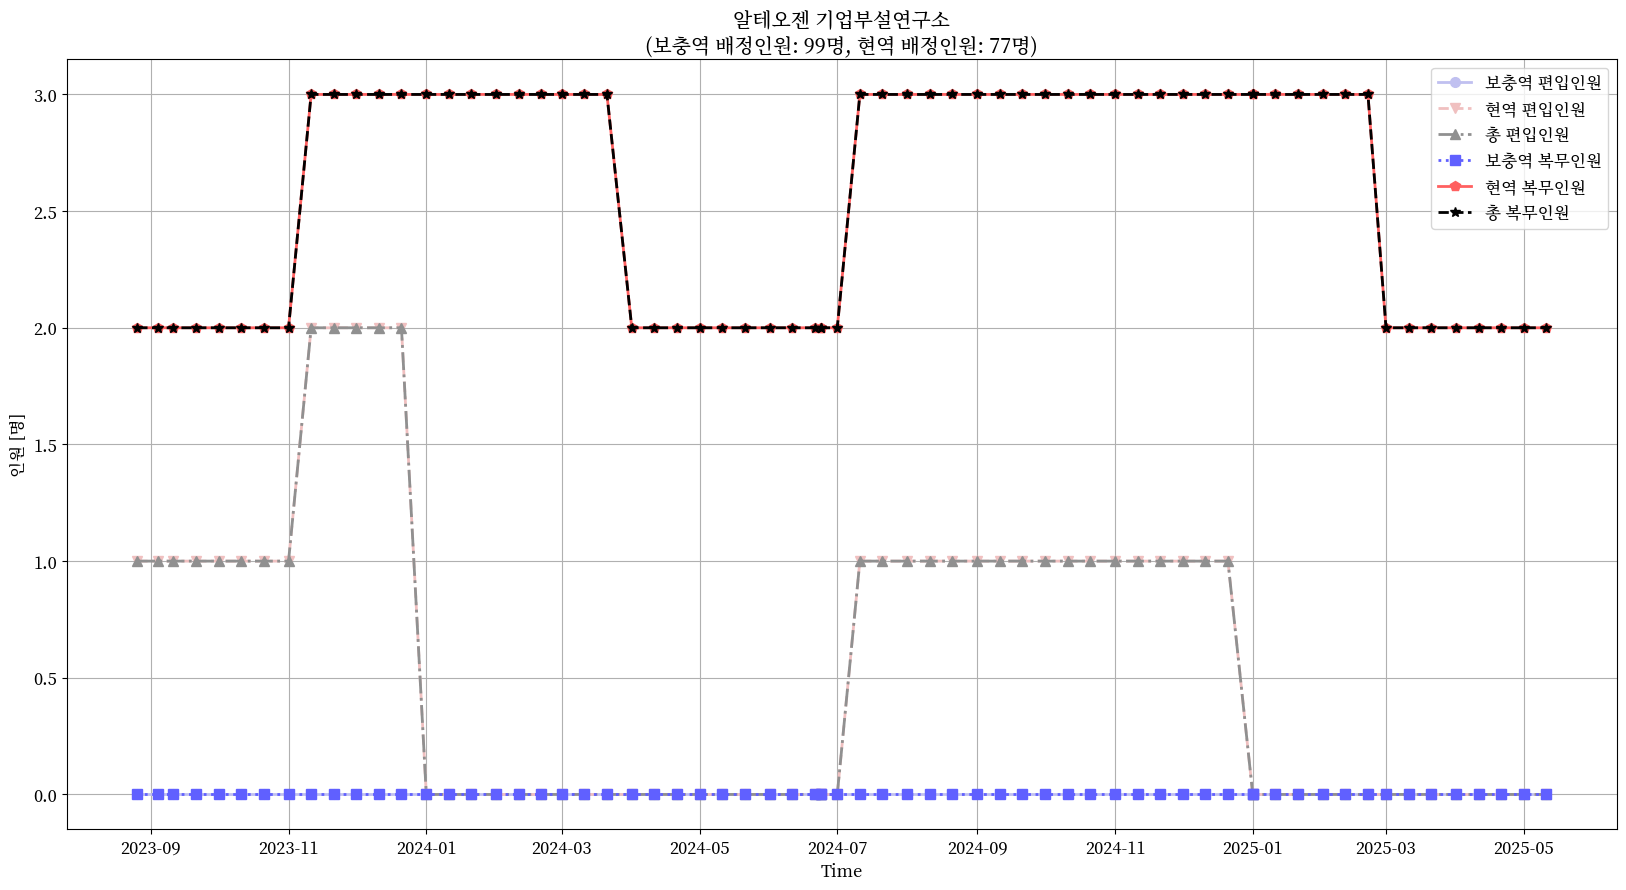 알테오젠 기업부설연구소
(보충역 배정인원: 99명, 현역 배정인원: 77명)
보충역 편입인원
현역 편입인원
총 편입인원
보충역 복무인원
현역 복무인원
총 복무인원
인원 [명]
3.0
2.5
2.0
1.5
1.0
0.5
0.0
2023-09 2023-11 2024-01 2024-03 2024-05 2024-07 2024-09 2024-11 2025-01 2025-03 2025-05
Time